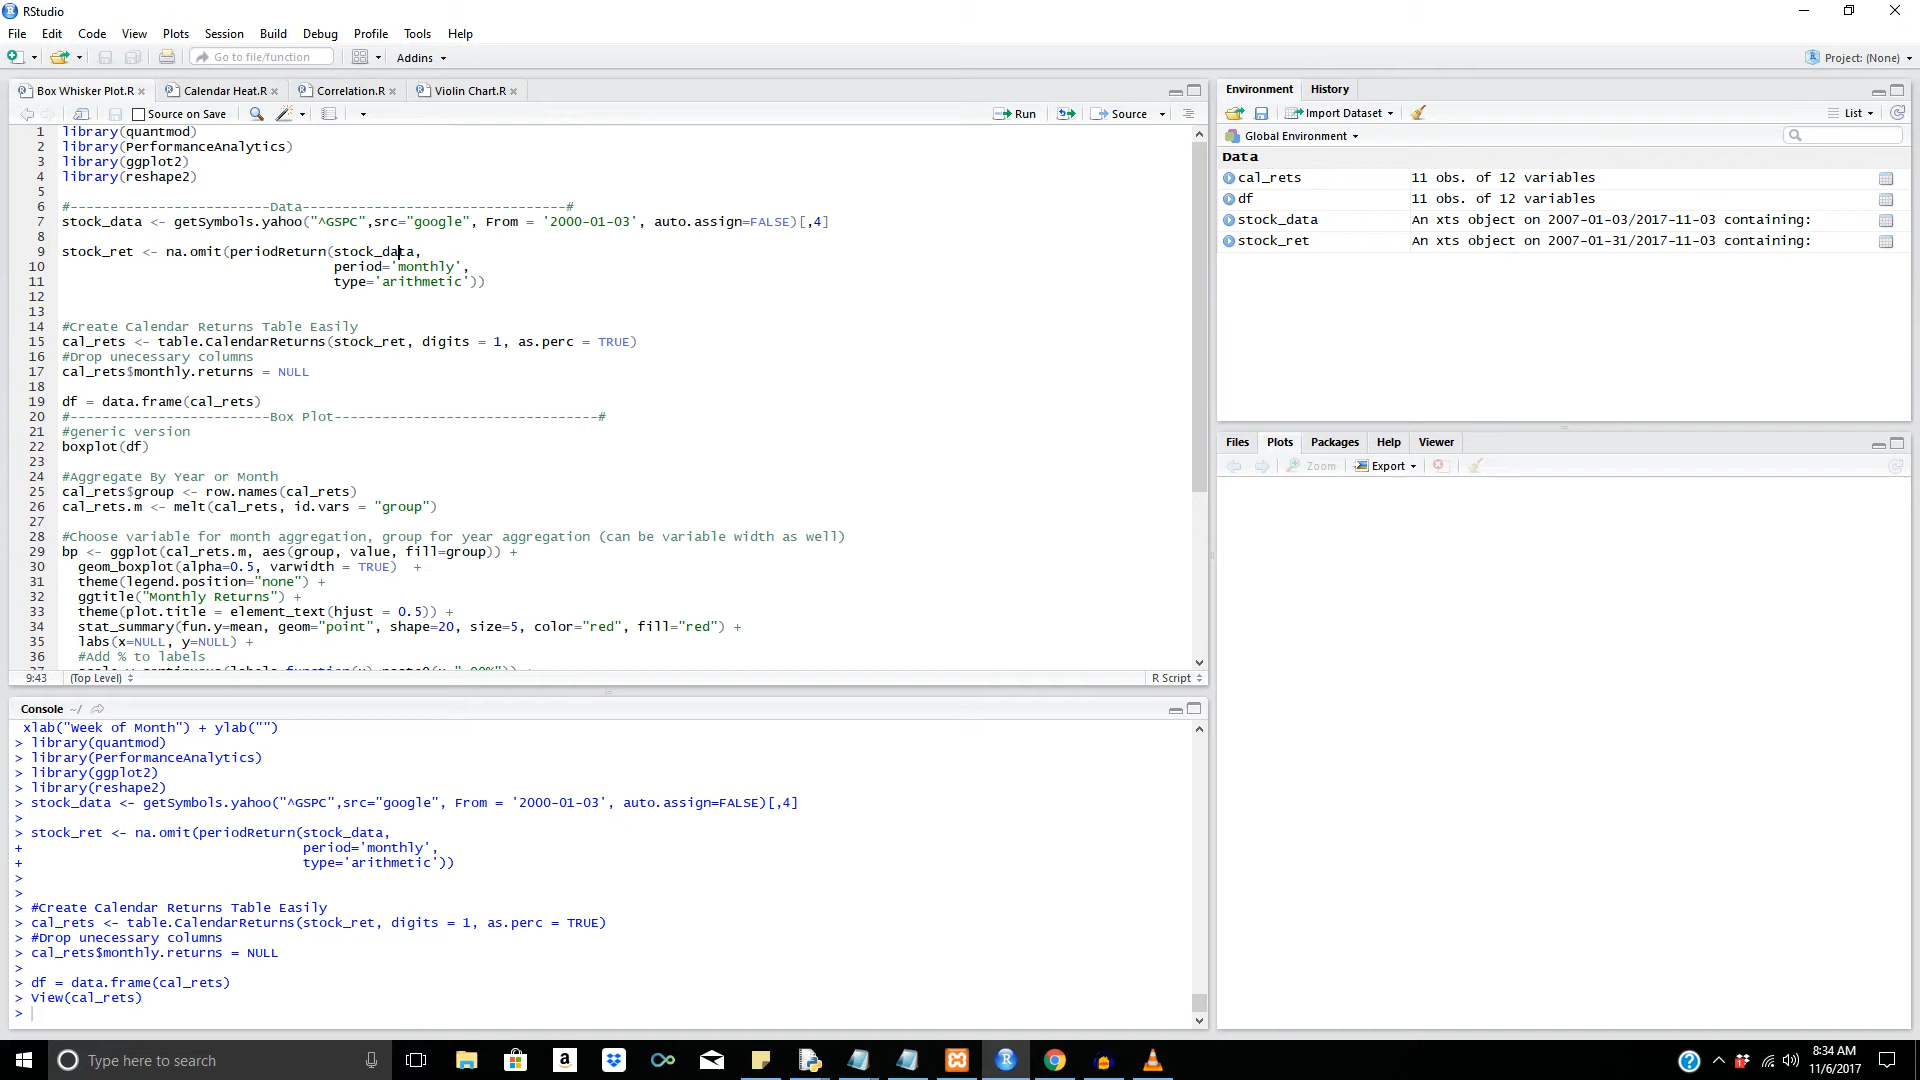 RStudio
File Edit Code View Plots Session Build Debug Profile Tools Help
Go to file/function Addins Project: (None)
Box Whisker Plot.R Calendar Heat.R Correlation.R Violin Chart.R
Source on Save Run Source
1 library(quantmod)
2 library(PerformanceAnalytics)
3 library(ggplot2)
4 library(reshape2)
5
6 #-------------------------Data---------------------------------#
7 stock_data <- getSymbols.yahoo("^GSPC",src="google", From = '2000-01-03', auto.assign=FALSE)[,4]
8
9 stock_ret <- na.omit(periodReturn(stock_data,
10 period='monthly',
11 type='arithmetic'))
12
13
14 #Create Calendar Returns Table Easily
15 cal_rets <- table.CalendarReturns(stock_ret, digits = 1, as.perc = TRUE)
16 #Drop unecessary columns
17 cal_rets$monthly.returns = NULL
18
19 df = data.frame(cal_rets)
20 #-------------------------Box Plot---------------------------------#
21 #generic version
22 boxplot(df)
23
24 #Aggregate By Year or Month
25 cal_rets$group <- row.names(cal_rets)
26 cal_rets.m <- melt(cal_rets, id.vars = "group")
27
28 #Choose variable for month aggregation, group for year aggregation (can be variable width as well)
29 bp <- ggplot(cal_rets.m, aes(group, value, fill=group)) +
30 geom_boxplot(alpha=0.5, varwidth = TRUE) +
31 theme(legend.position="none") +
32 ggtitle("Monthly Returns") +
33 theme(plot.title = element_text(hjust = 0.5)) +
34 stat_summary(fun.y=mean, geom="point", shape=20, size=5, color="red", fill="red") +
35 labs(x=NULL, y=NULL) +
36 #Add % to labels
9:43 (Top Level) R Script
Console ~/
xlab("Week of Month") + ylab("")
> library(quantmod)
> library(PerformanceAnalytics)
> library(ggplot2)
> library(reshape2)
> stock_data <- getSymbols.yahoo("^GSPC",src="google", From = '2000-01-03', auto.assign=FALSE)[,4]
>
> stock_ret <- na.omit(periodReturn(stock_data,
+ period='monthly',
+ type='arithmetic'))
>
>
> #Create Calendar Returns Table Easily
> cal_rets <- table.CalendarReturns(stock_ret, digits = 1, as.perc = TRUE)
> #Drop unecessary columns
> cal_rets$monthly.returns = NULL
>
> df = data.frame(cal_rets)
> View(cal_rets)
>
Environment History
Import Dataset List
Global Environment
Data
cal_rets 11 obs. of 12 variables
df 11 obs. of 12 variables
stock_data An xts object on 2007-01-03/2017-11-03 containing:
stock_ret An xts object on 2007-01-31/2017-11-03 containing:
Files Plots Packages Help Viewer
Zoom Export
Type here to search
8:34 AM
11/6/2017